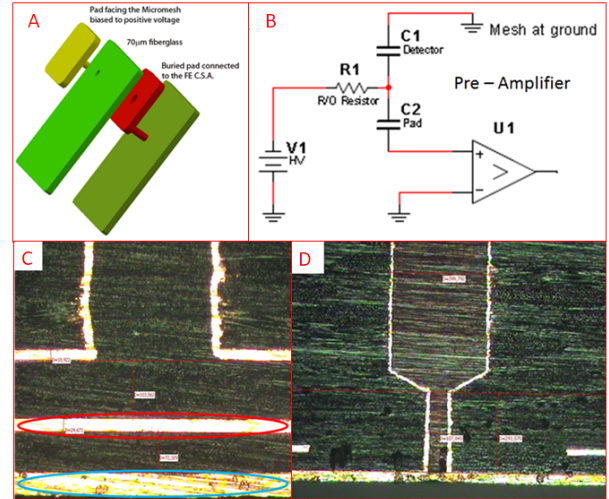 A
Pad facing the Micromesh
biased to positive voltage
70μm fiberglass
Buried pad connected
to the FE C.S.A.
B
C1
Detector
Mesh at ground
R1
R/O Resistor
Pre – Amplifier
C2
Pad
U1
V1
HV
+
–
C
D